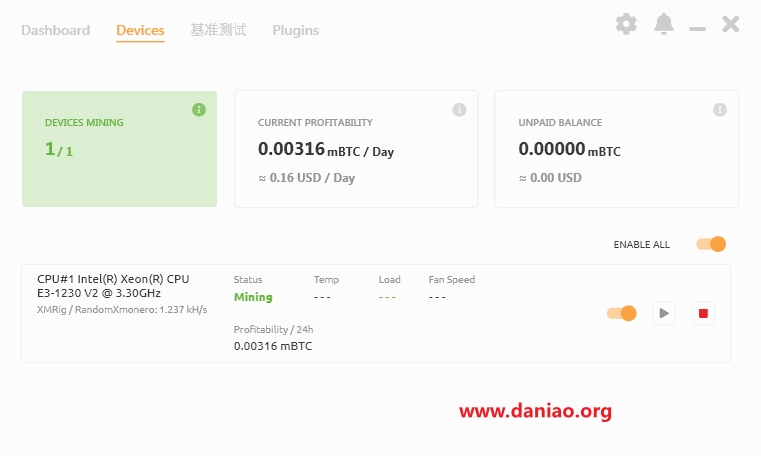 Dashboard Devices 基准测试 Plugins
DEVICES MINING
1 / 1
CURRENT PROFITABILITY
0.00316 mBTC / Day
≈ 0.16 USD / Day
UNPAID BALANCE
0.00000 mBTC
≈ 0.00 USD
ENABLE ALL
CPU#1 Intel(R) Xeon(R) CPU
E3-1230 V2 @ 3.30GHz
XMRig / RandomXmonero: 1.237 kH/s
Status Temp Load Fan Speed
Mining --- --- ---
Profitability / 24h
0.00316 mBTC
www.daniao.org